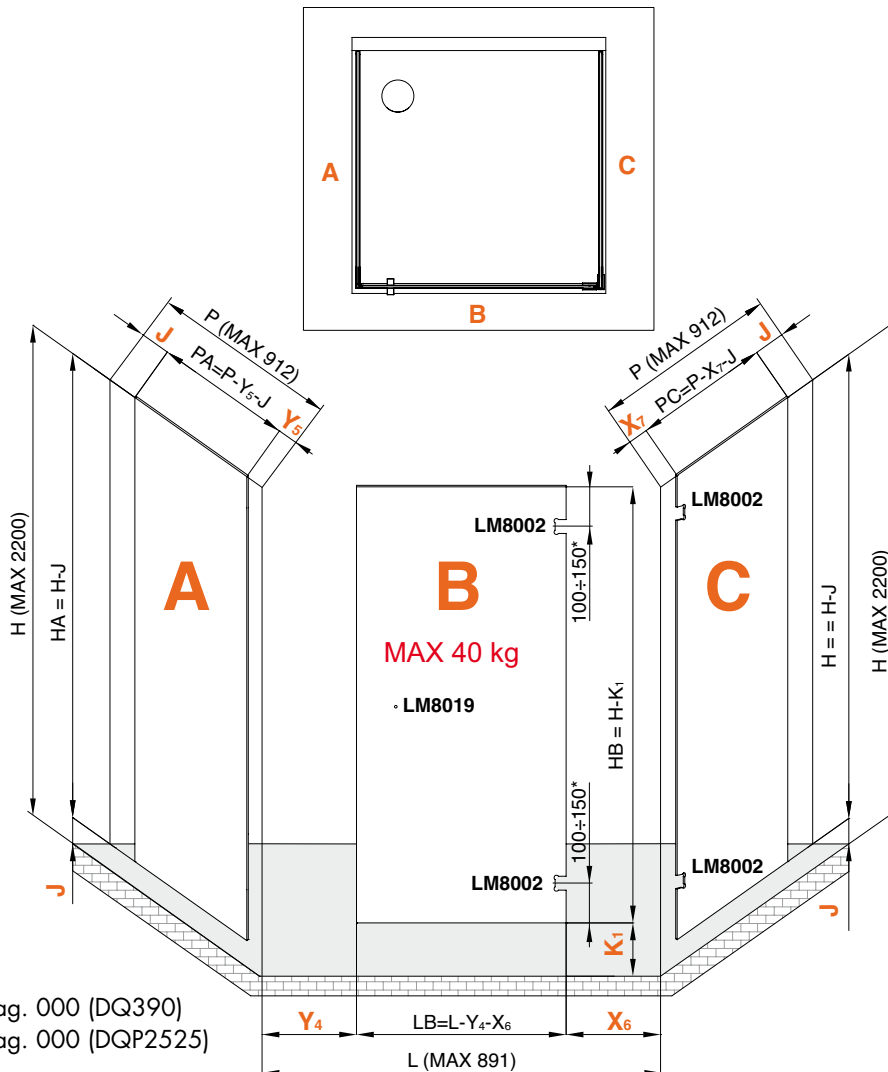 A
C
B
P (MAX 912)
J
PA=P-Y₅-J
Y₅
P (MAX 912)
J
PC=P-X₇-J
X₇
H (MAX 2200)
HA = H-J
A
J
LM8002
100÷150*
B
MAX 40 kg
LM8019
HB = H-K₁
100÷150*
LM8002
K₁
LM8002
C
LM8002
H = = H-J
H (MAX 2200)
J
ag. 000 (DQ390)
ag. 000 (DQP2525)
Y₄
LB=L-Y₄-X₆
X₆
L (MAX 891)